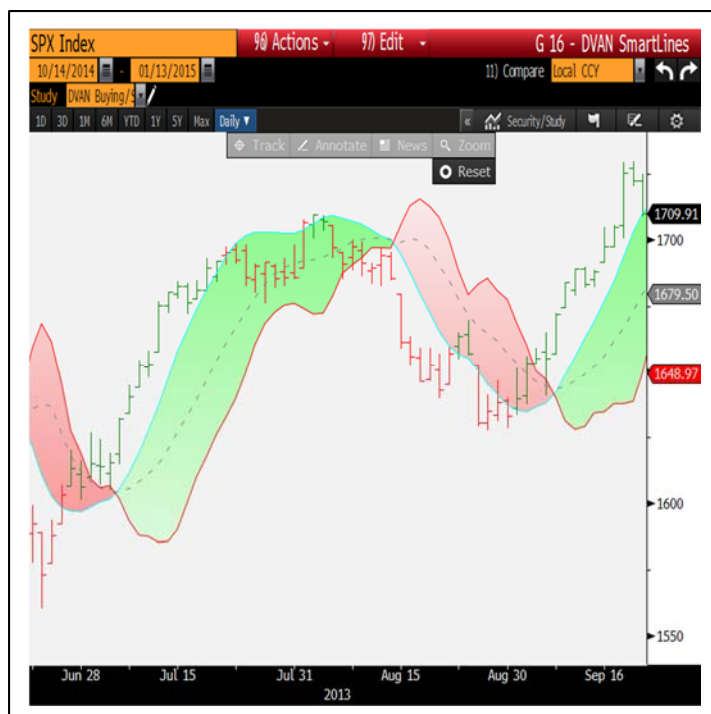 SPX Index 96) Actions 97) Edit G 16 - DVAN SmartLines
10/14/2014 - 01/13/2015 11) Compare Local CCY
Study DVAN Buying/S
1D 3D 1M 6M YTD 1Y 5Y Max Daily ▼ « Security/Study
Track Annotate News Zoom
Reset
1709.91
1700
1679.50
1648.97
1600
1550
Jun 28 Jul 15 Jul 31 Aug 15 Aug 30 Sep 16
2013